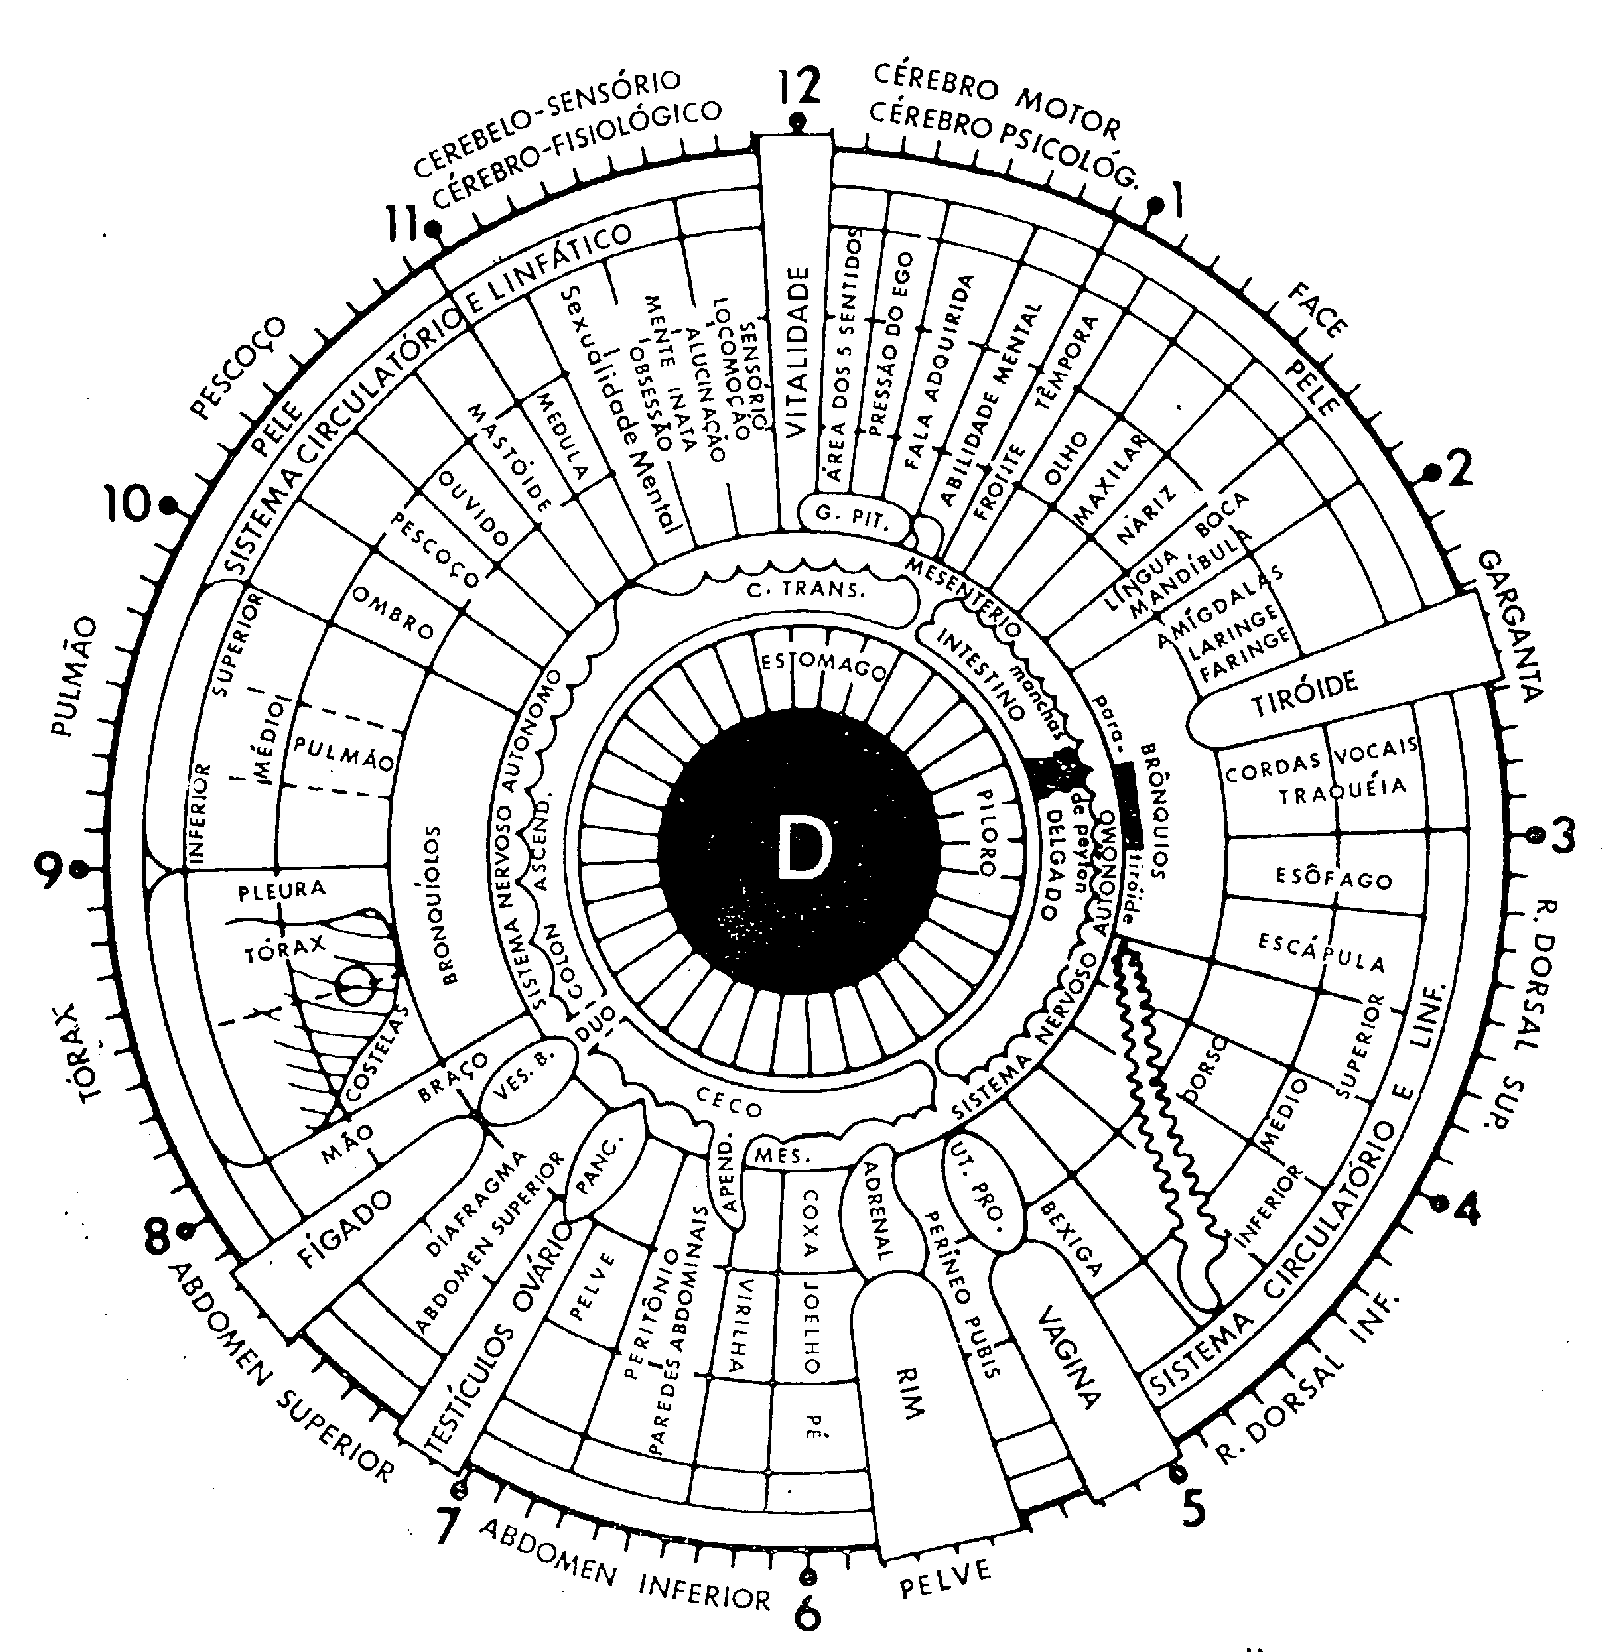 12
CÉREBRO MOTOR
CÉREBRO PSICOLÓG.
1
FACE
PELE
2
GARGANTA
3
R. DORSAL SUP.
4
R. DORSAL INF.
5
PELVE
6
ABDOMEN INFERIOR
7
ABDOMEN SUPERIOR
8
TÓRAX
9
PULMÃO
10
PESCOÇO
PELE
11
CEREBELO-SENSÓRIO
CÉREBRO-FISIOLÓGICO
SISTEMA CIRCULATÓRIO E LINFÁTICO
VITALIDADE
ÁREA DOS 5 SENTIDOS
PRESSÃO DO EGO
FALA ADQUIRIDA
ABILIDADE MENTAL
FROITE
TÊMPORA
OLHO
MAXILAR
NARIZ
LINGUA BOCA
MANDÍBULA
AMÍGDALAS
LARINGE
FARINGE
TIRÓIDE
CORDAS VOCAIS
TRAQUÉIA
ESÔFAGO
ESCÁPULA
DORSO
SUPERIOR
MÉDIO
INFERIOR
SISTEMA CIRCULATÓRIO E LINF.
BEXIGA
VAGINA
UT. PRO.
PERÍNEO PUBIS
ADRENAL
RIM
COXA
JOELHO
PÉ
VIRILHA
APEND.
MES.
PERITÔNIO
PAREDES ABDOMINAIS
PELVE
PANC.
TESTÍCULOS OVÁRIO
ABDOMEN SUPERIOR
DIAFRAGMA
FÍGADO
VES. B.
MÃO
BRAÇO
COSTELAS
TÓRAX
PLEURA
BRONQUÍOLOS
PULMÃO
SUPERIOR
MÉDIO
INFERIOR
OMBRO
PESCOÇO
OUVIDO
MASTÓIDE
MEDULA
Sexualidade Mental
OBSESSÃO
MENTE INATA
ALUCINAÇÃO
LOCOMOÇÃO
SENSÓRIO
G. PIT.
MESENTÉRIO
C. TRANS.
INTESTINO
DELGADO
manchas
de peyton
para-
tiróide
BRÔNQUIOS
SISTEMA NERVOSO AUTONOMO
SISTEMA NERVOSO AUTONOMO
COLON ASCEND.
DUO
CECO
ESTOMAGO
PILORO
D